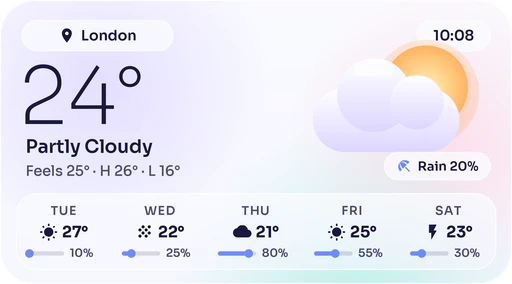 London
10:08
24°
Partly Cloudy
Feels 25° · H 26° · L 16°
Rain 20%
TUE WED THU FRI SAT
27° 22° 21° 25° 23°
10% 25% 80% 55% 30%